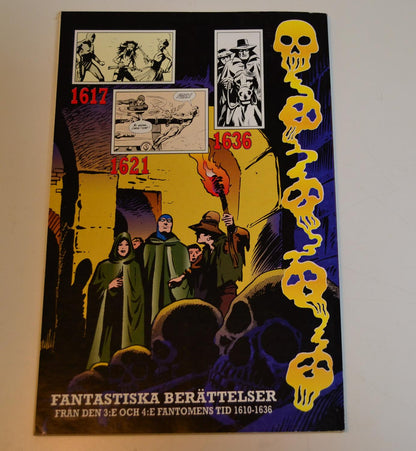 1617
1621
1636
FANTASTISKA BERÄTTELSER
FRÅN DEN 3:E OCH 4:E FANTOMENS TID 1610-1636